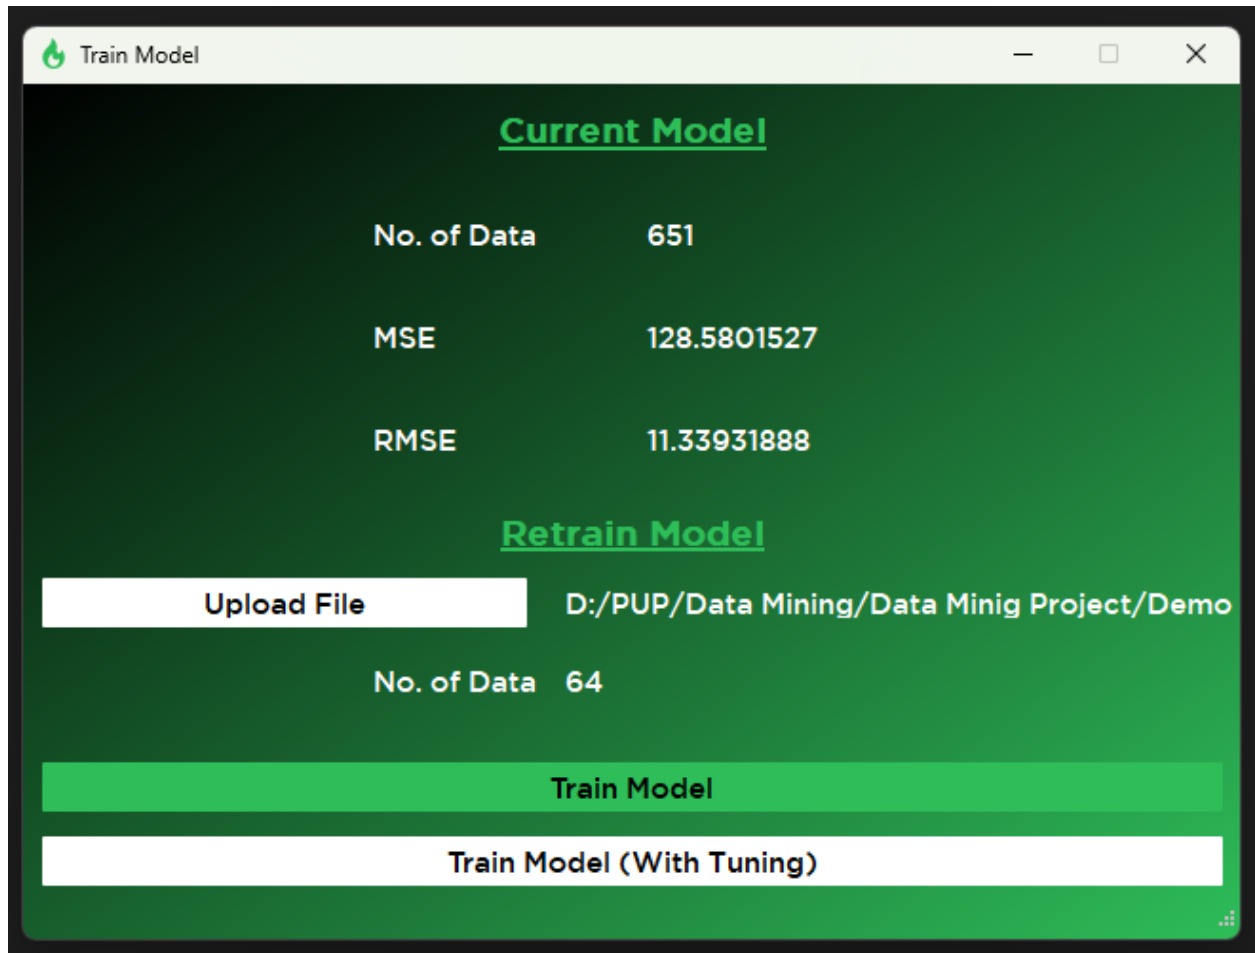 Train Model
Current Model
No. of Data 651
MSE 128.5801527
RMSE 11.33931888
Retrain Model
Upload File D:/PUP/Data Mining/Data Minig Project/Demo
No. of Data 64
Train Model
Train Model (With Tuning)